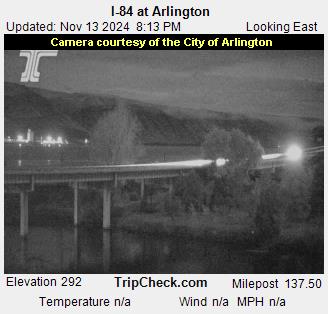 I-84 at Arlington
Updated: Nov 13 2024 8:13 PM Looking East
Camera courtesy of the City of Arlington
Elevation 292 TripCheck.com Milepost 137.50
Temperature n/a Wind n/a MPH n/a